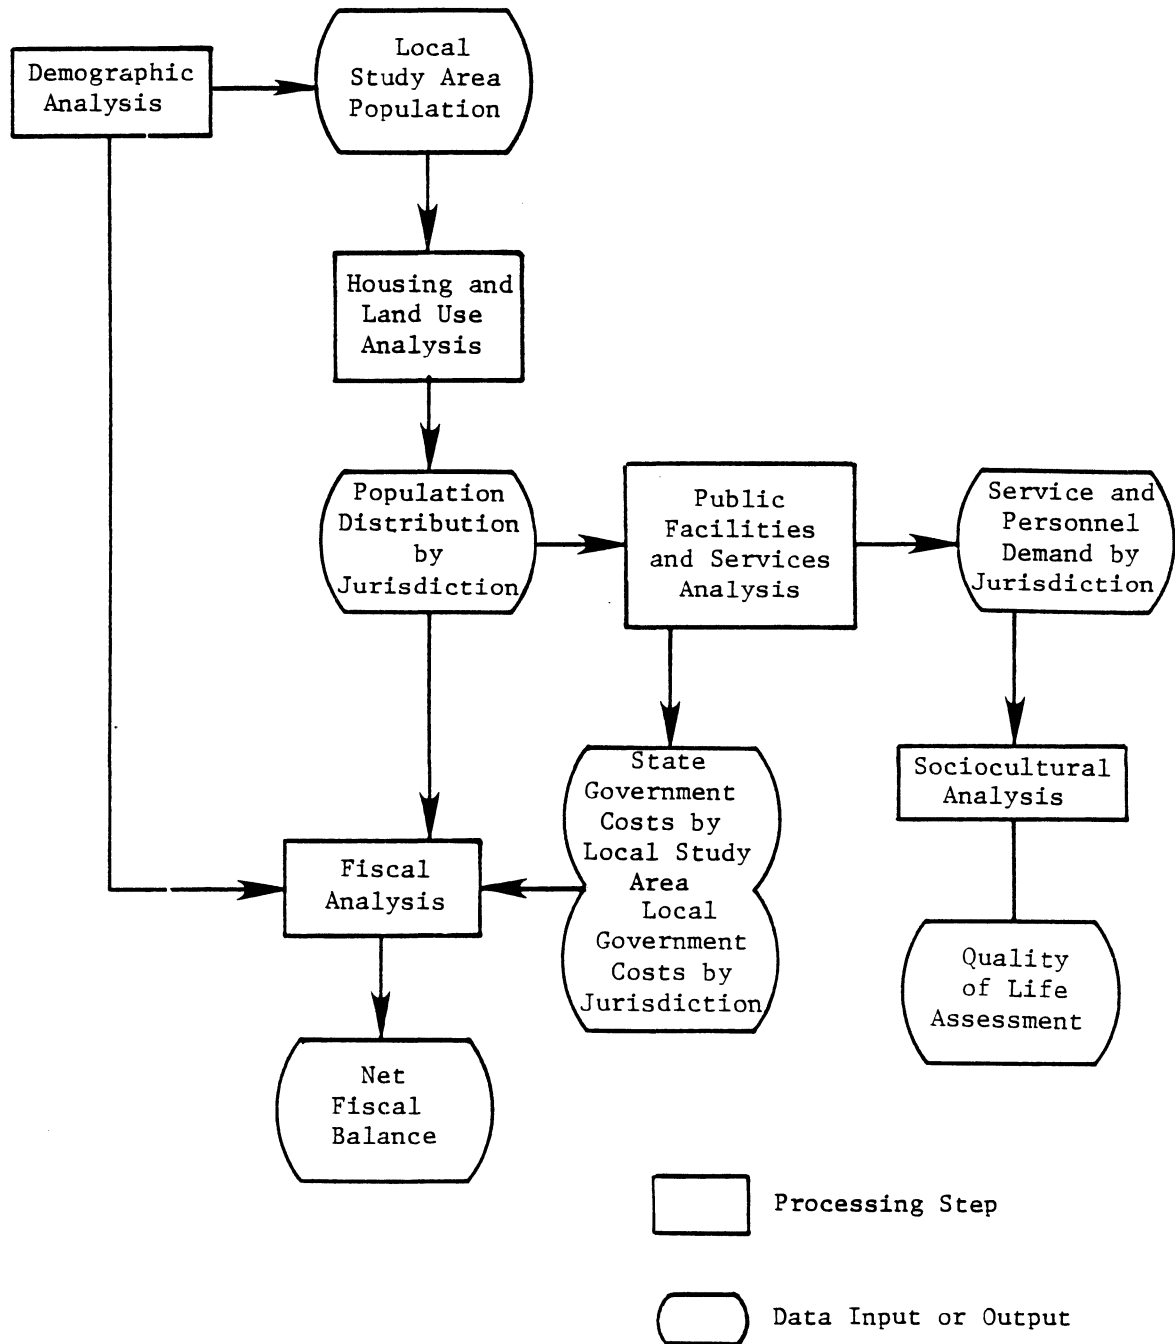 Demographic
Analysis
Local
Study Area
Population
Housing and
Land Use
Analysis
Population
Distribution
by
Jurisdiction
Public
Facilities
and Services
Analysis
Service and
Personnel
Demand by
Jurisdiction
State
Government
Costs by
Local Study
Area
Local
Government
Costs by
Jurisdiction
Sociocultural
Analysis
Fiscal
Analysis
Quality
of Life
Assessment
Net
Fiscal
Balance
Processing Step
Data Input or Output